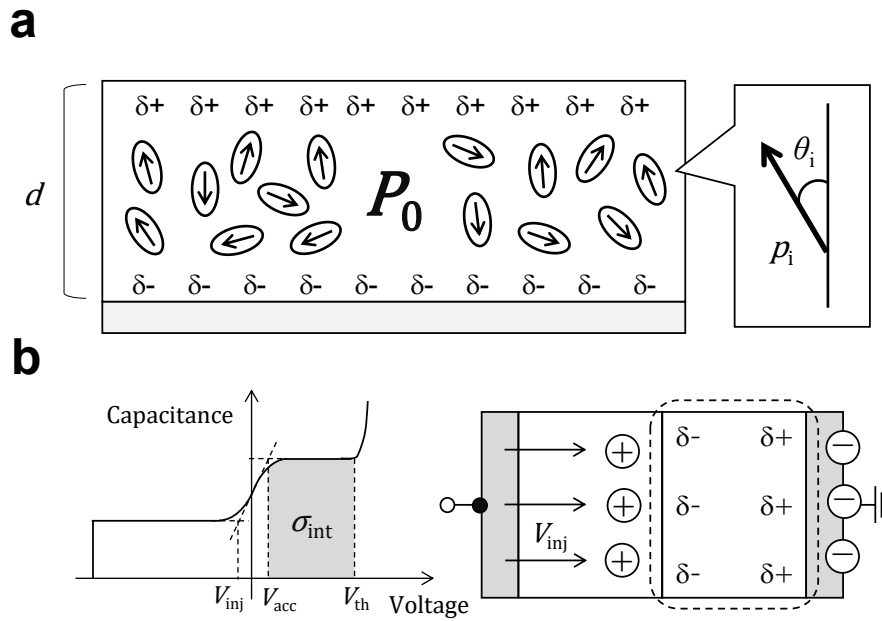 a
δ+ δ+ δ+ δ+ δ+ δ+ δ+ δ+ δ+ δ+
d
P0
θi
pi
δ- δ- δ- δ- δ- δ- δ- δ- δ- δ-
b
Capacitance
σint
Vinj Vacc Vth Voltage
δ- δ+
δ- δ+
δ- δ+
Vinj
+
+
+
−
−
−